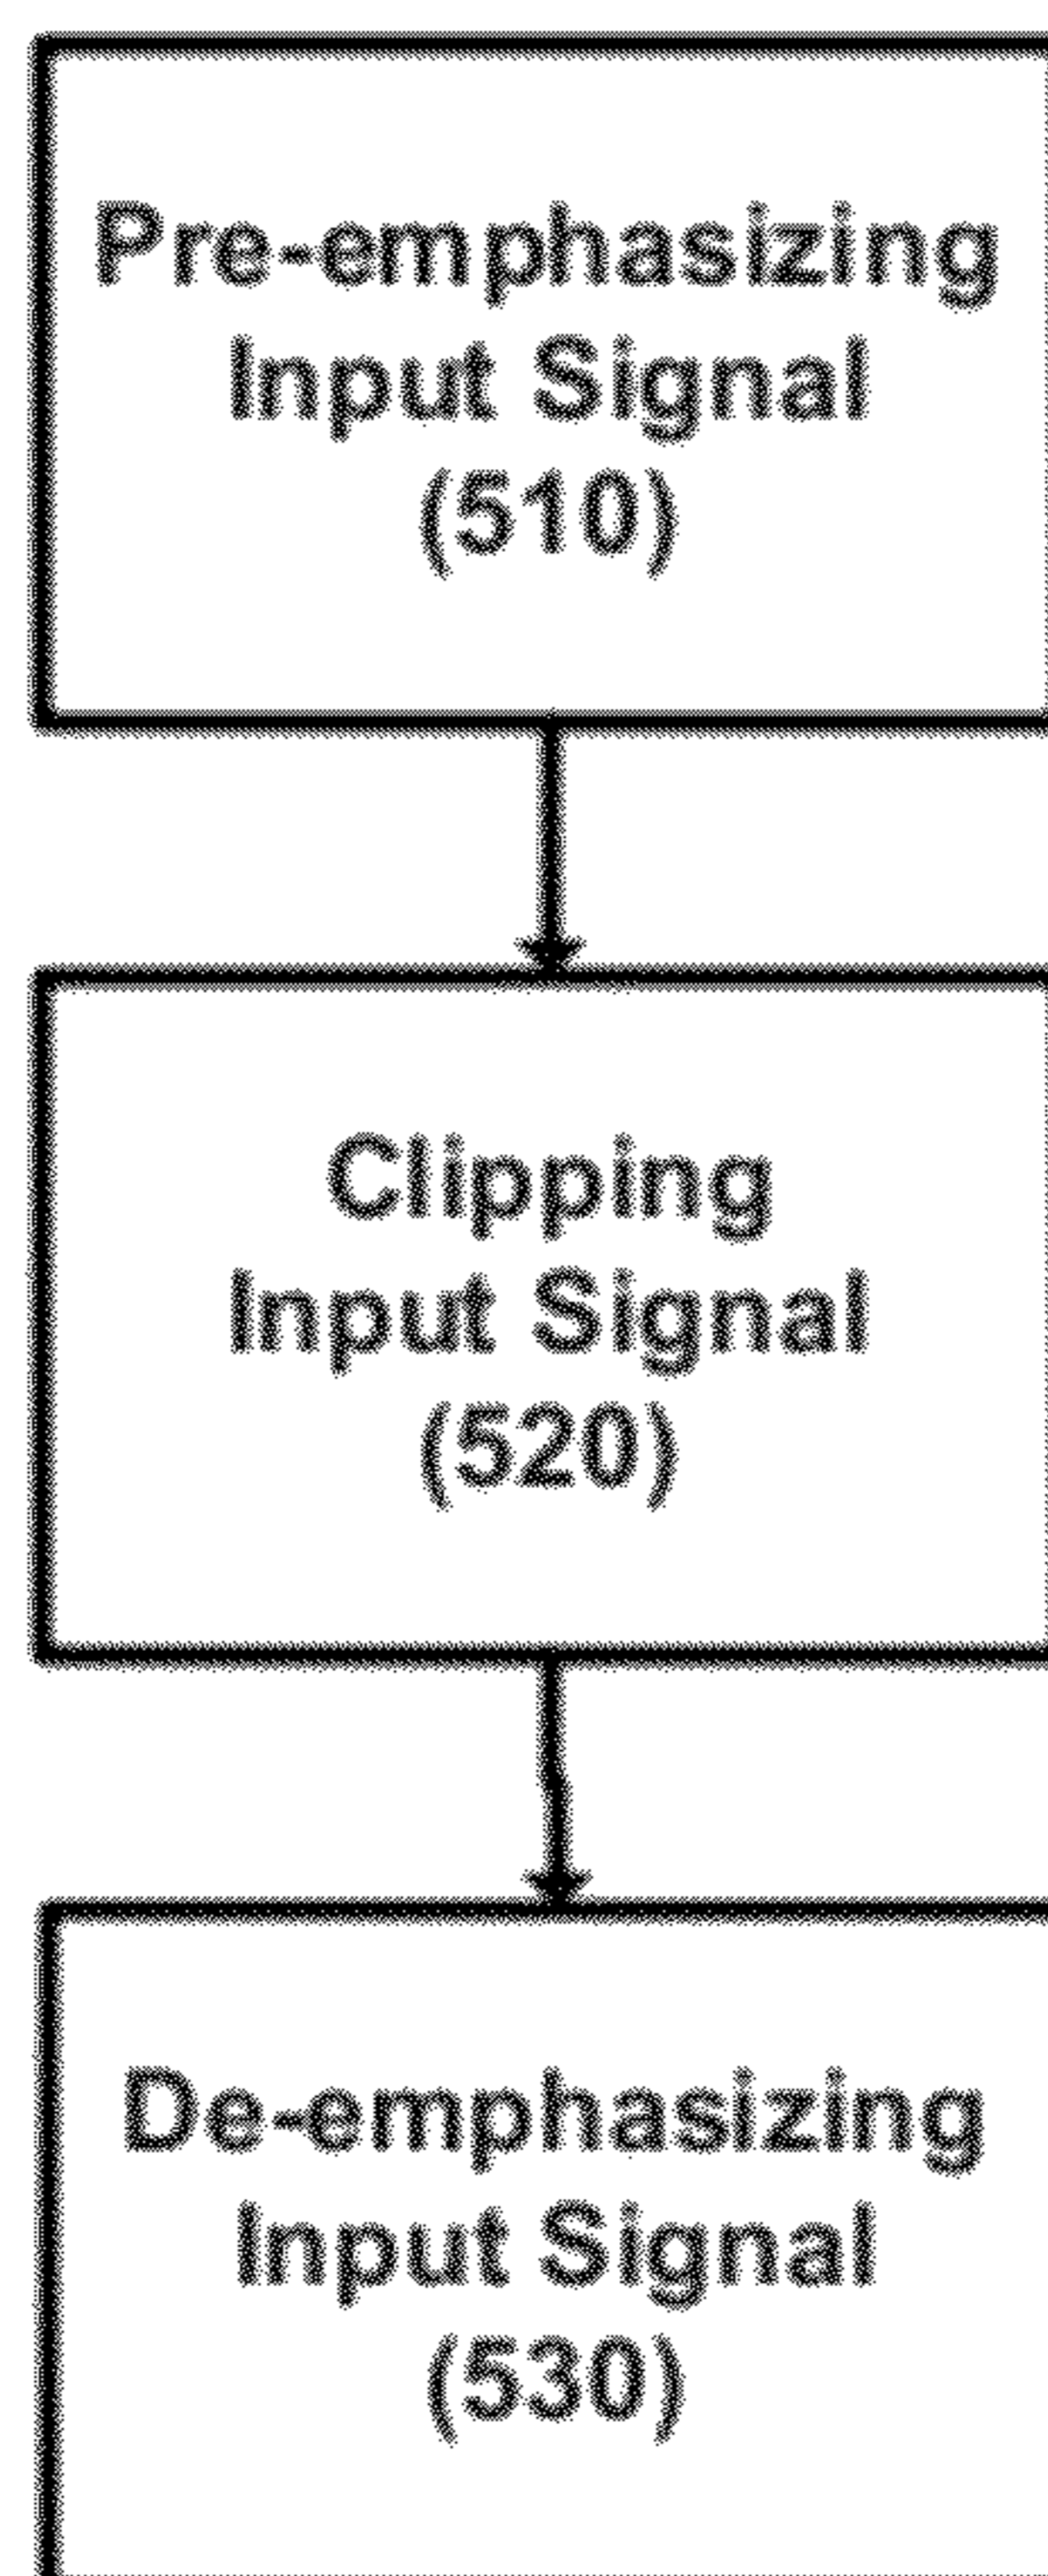 Pre-emphasizing
Input Signal
(510)
Clipping
Input Signal
(520)
De-emphasizing
Input Signal
(530)